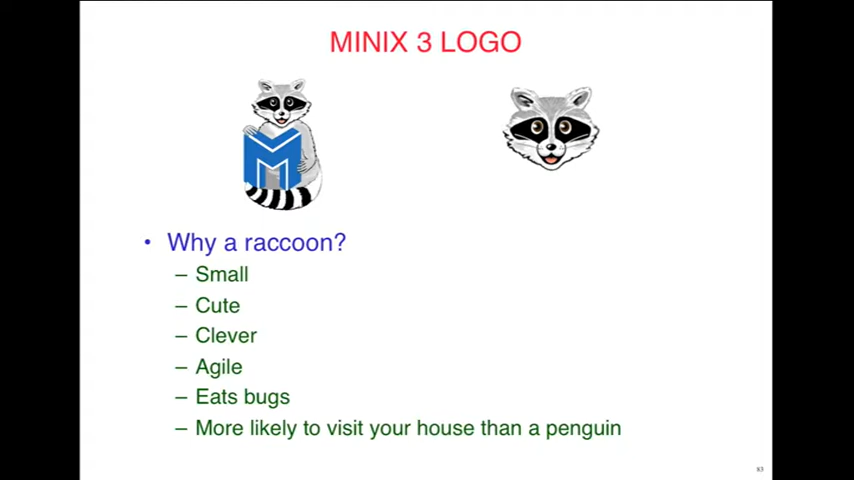 MINIX 3 LOGO
M
• Why a raccoon?
– Small
– Cute
– Clever
– Agile
– Eats bugs
– More likely to visit your house than a penguin
83